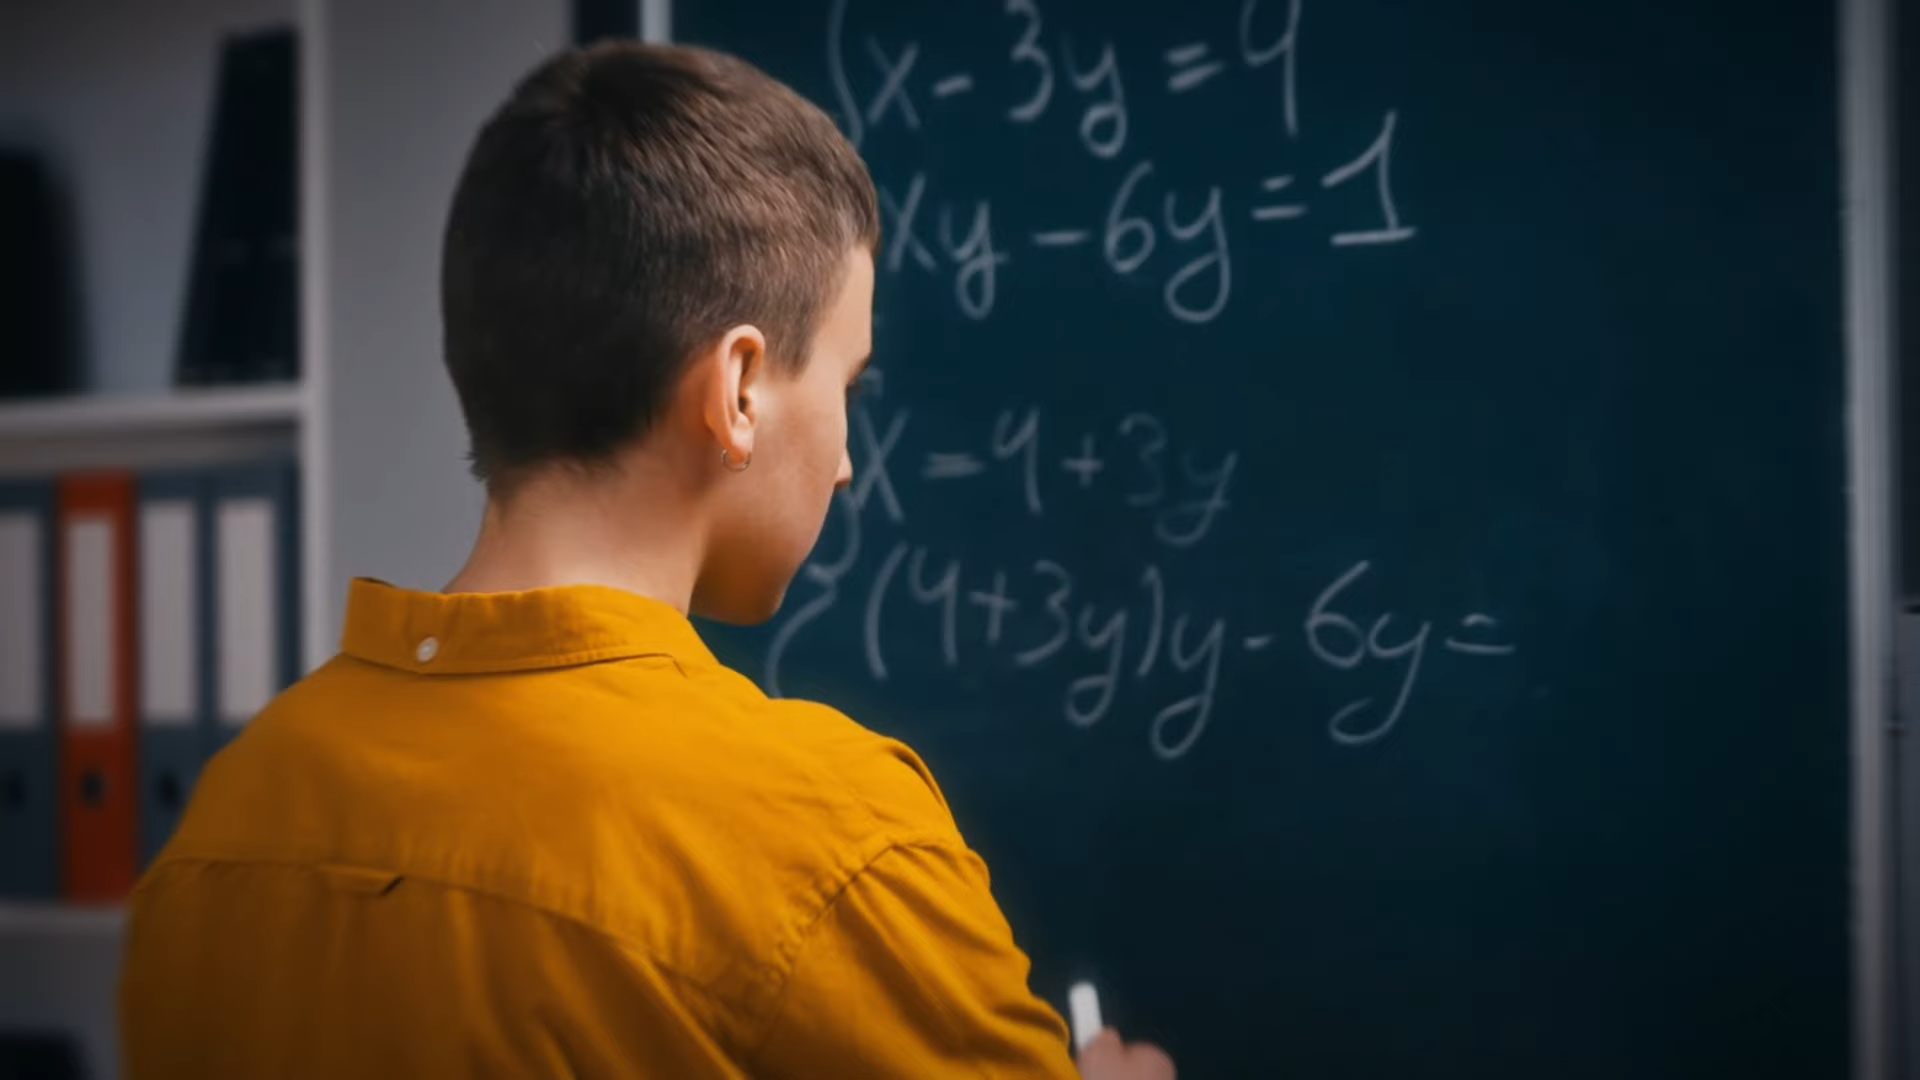 {x - 3y = 4
xy - 6y = 1
x = 4 + 3y
{(4+3y)y - 6y =